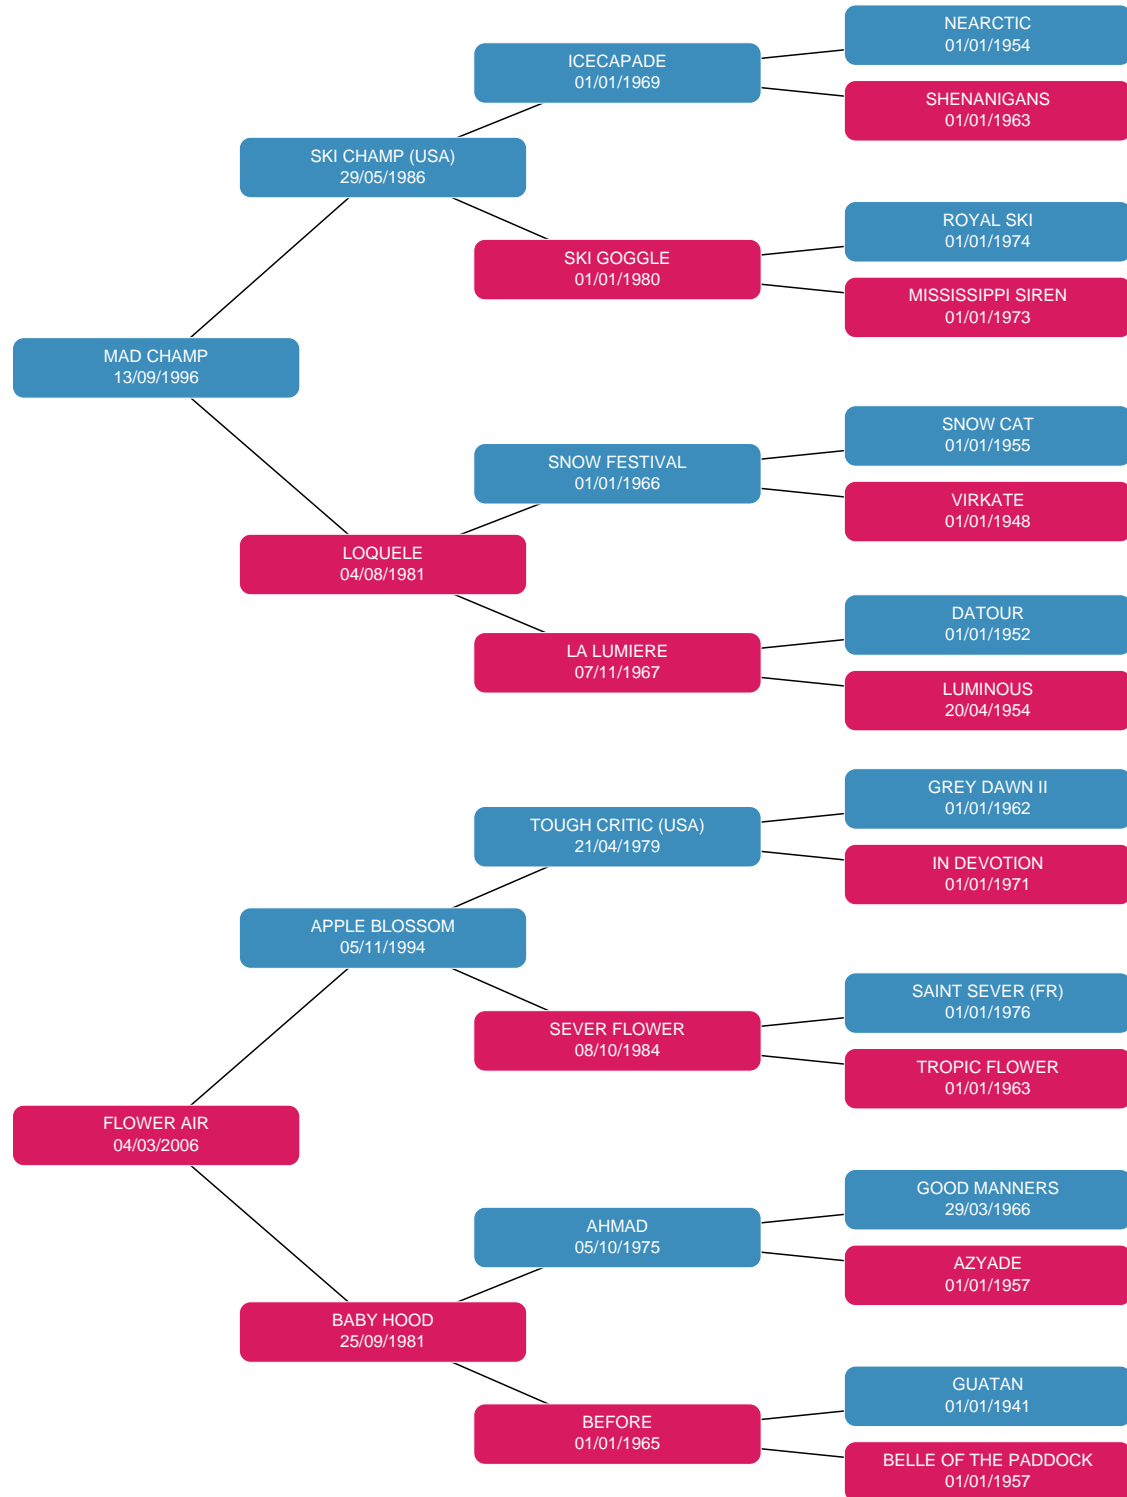 NEARCTIC
01/01/1954
ICECAPADE
01/01/1969
SHENANIGANS
01/01/1963
SKI CHAMP (USA)
29/05/1986
ROYAL SKI
01/01/1974
SKI GOGGLE
01/01/1980
MISSISSIPPI SIREN
01/01/1973
MAD CHAMP
13/09/1996
SNOW CAT
01/01/1955
SNOW FESTIVAL
01/01/1966
VIRKATE
01/01/1948
LOQUELE
04/08/1981
DATOUR
01/01/1952
LA LUMIERE
07/11/1967
LUMINOUS
20/04/1954
GREY DAWN II
01/01/1962
TOUGH CRITIC (USA)
21/04/1979
IN DEVOTION
01/01/1971
APPLE BLOSSOM
05/11/1994
SAINT SEVER (FR)
01/01/1976
SEVER FLOWER
08/10/1984
TROPIC FLOWER
01/01/1963
FLOWER AIR
04/03/2006
GOOD MANNERS
29/03/1966
AHMAD
05/10/1975
AZYADE
01/01/1957
BABY HOOD
25/09/1981
GUATAN
01/01/1941
BEFORE
01/01/1965
BELLE OF THE PADDOCK
01/01/1957